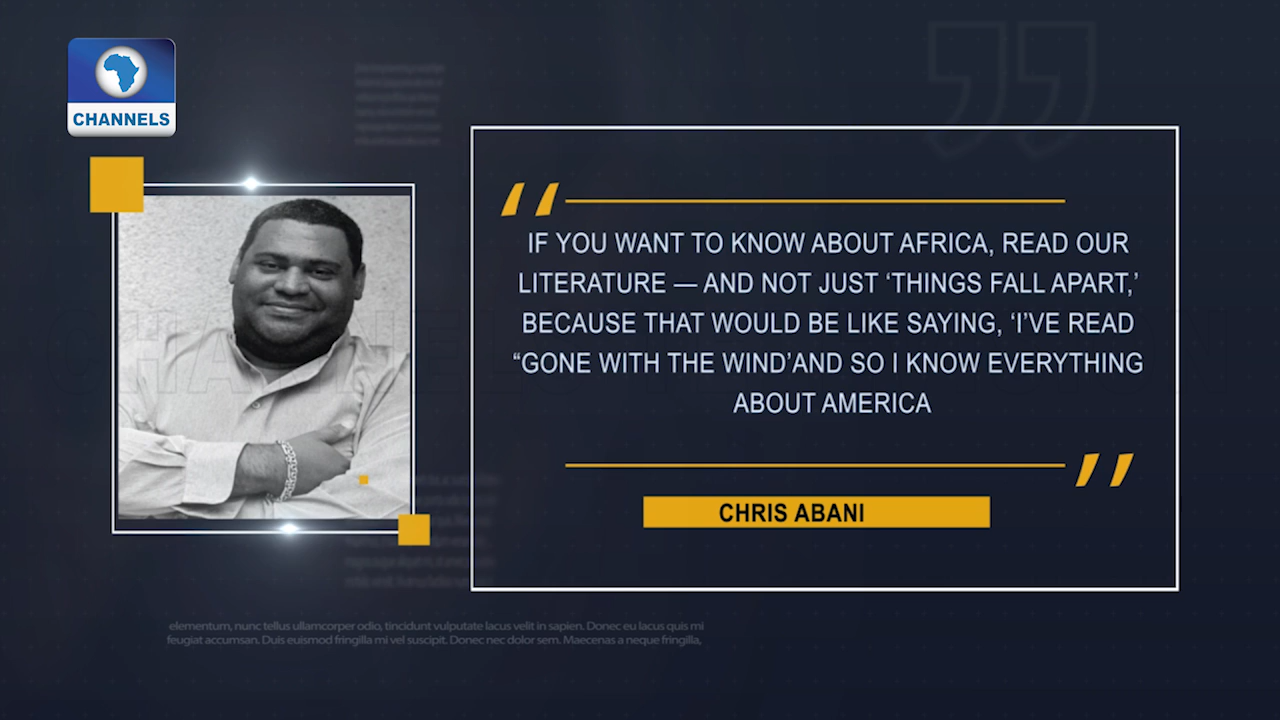 CHANNELS
IF YOU WANT TO KNOW ABOUT AFRICA, READ OUR
LITERATURE — AND NOT JUST ‘THINGS FALL APART,’
BECAUSE THAT WOULD BE LIKE SAYING, ‘I’VE READ
“GONE WITH THE WIND’AND SO I KNOW EVERYTHING
ABOUT AMERICA
CHRIS ABANI
elementum, nunc tellus ullamcorper odio, tincidunt vulputate lacus velit in sapien. Donec eu lacus quis mi
feugiat accumsan. Duis euismod fringilla mi vel suscipit. Donec nec dolor sem. Maecenas a neque fringilla,